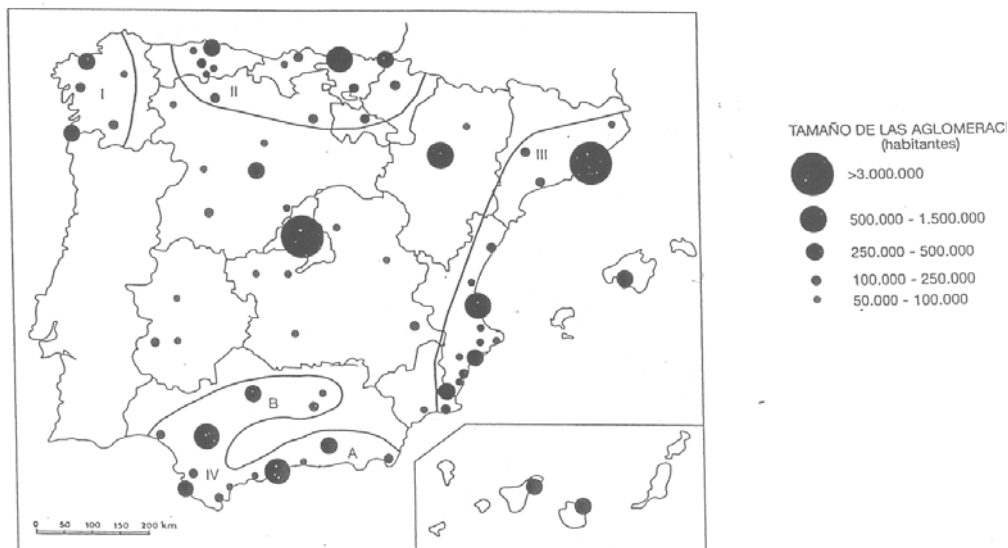 I
II
III
B
A
IV
0 50 100 150 200 km
TAMAÑO DE LAS AGLOMERACI
(habitantes)
>3.000.000
500.000 - 1.500.000
250.000 - 500.000
100.000 - 250.000
50.000 - 100.000